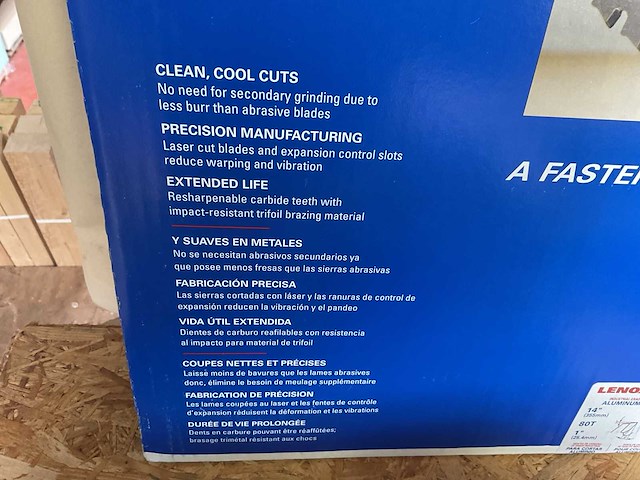 CLEAN, COOL CUTS
No need for secondary grinding due to
less burr than abrasive blades
PRECISION MANUFACTURING
Laser cut blades and expansion control slots
reduce warping and vibration
EXTENDED LIFE
Resharpenable carbide teeth with
impact-resistant trifoil brazing material
Y SUAVES EN METALES
No se necesitan abrasivos secundarios ya
que posee menos fresas que las sierras abrasivas
FABRICACIÓN PRECISA
Las sierras cortadas con láser y las ranuras de control de
expansión reducen la vibración y el pandeo
VIDA ÚTIL EXTENDIDA
Dientes de carburo reafilables con resistencia
al impacto para material de trifoil
COUPES NETTES ET PRÉCISES
Laissé moins de bavures que les lames abrasives
donc, élimine le besoin de meulage supplémentaire
FABRICATION DE PRÉCISION
Les lames coupées au laser et les fentes de contrôle
d'expansion réduisent la déformation et les vibrations
DURÉE DE VIE PROLONGÉE
Dents en carbure pouvant être réaffûtées;
brasage trimétal résistant aux chocs
A FASTER
LENOX
ALUMINUM
14"
(355mm)
80T
1"
(25.4mm)
PARA CORTAR
ALUMINIO